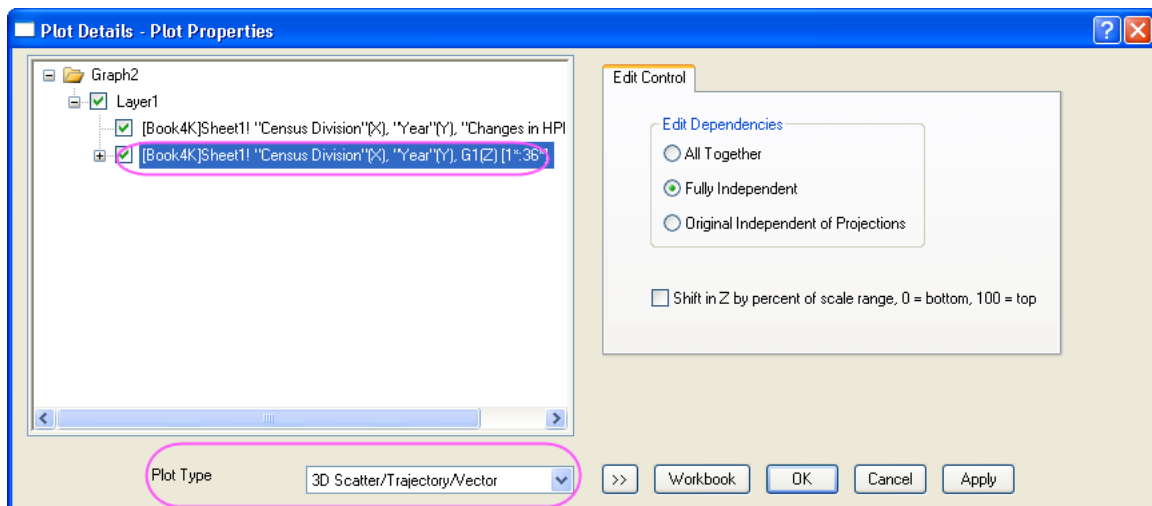 Plot Details - Plot Properties
Graph2
Layer1
[Book4K]Sheet1! "Census Division"(X), "Year"(Y), "Changes in HPI
[Book4K]Sheet1! "Census Division"(X), "Year"(Y), G1(Z) [1*:36*]
Plot Type
3D Scatter/Trajectory/Vector
Edit Control
Edit Dependencies
All Together
Fully Independent
Original Independent of Projections
Shift in Z by percent of scale range, 0 = bottom, 100 = top
>> Workbook OK Cancel Apply